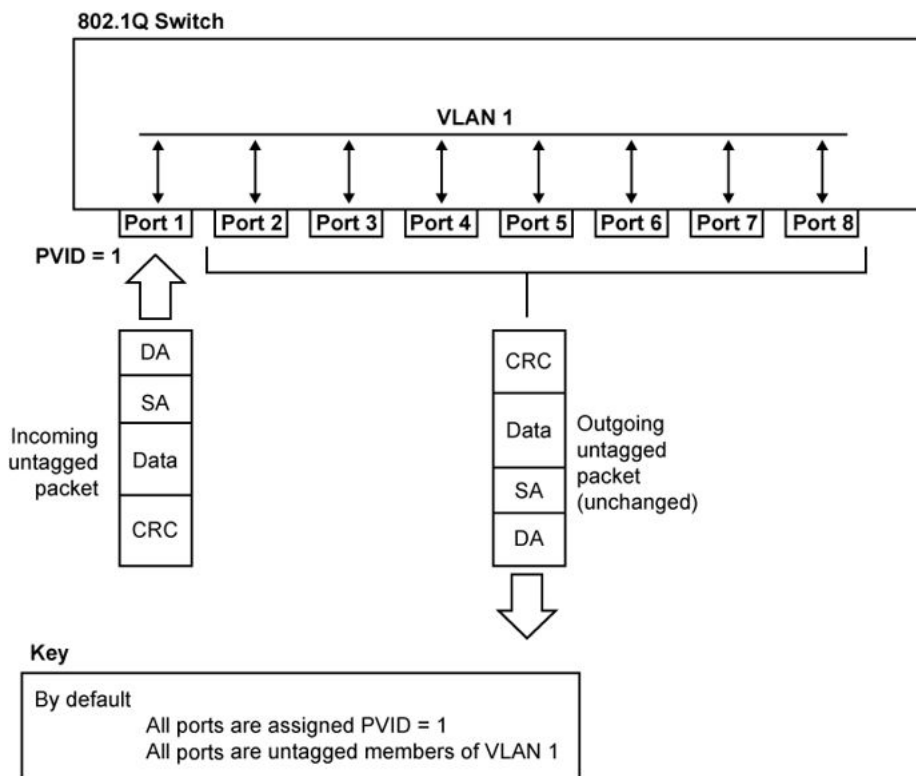 802.1Q Switch
VLAN 1
Port 1
Port 2
Port 3
Port 4
Port 5
Port 6
Port 7
Port 8
PVID = 1
Incoming
untagged
packet
DA
SA
Data
CRC
CRC
Data
SA
DA
Outgoing
untagged
packet
(unchanged)
Key
By default
All ports are assigned PVID = 1
All ports are untagged members of VLAN 1